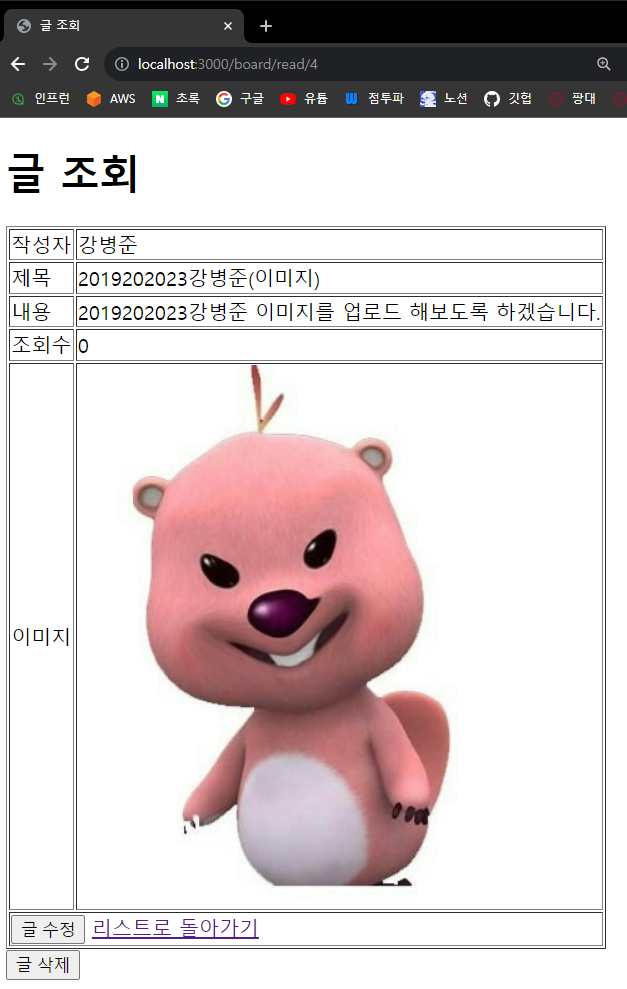 글 조회
localhost:3000/board/read/4
인프런 AWS 초록 구글 유튭 점투파 노션 깃헙 팡대
글 조회
작성자 강병준
제목 2019202023강병준(이미지)
내용 2019202023강병준 이미지를 업로드 해보도록 하겠습니다.
조회수 0
이미지
글 수정 리스트로 돌아가기
글 삭제